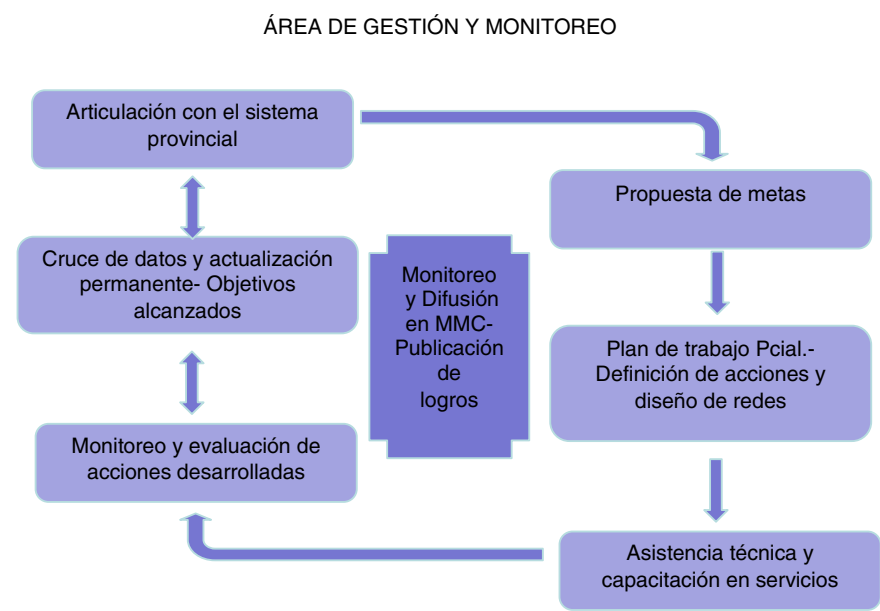 ÁREA DE GESTIÓN Y MONITOREO
Articulación con el sistema
provincial
Propuesta de metas
Cruce de datos y actualización
permanente- Objetivos
alcanzados
Monitoreo
y Difusión
en MMC-
Publicación
de
logros
Plan de trabajo Pcial.-
Definición de acciones y
diseño de redes
Monitoreo y evaluación de
acciones desarrolladas
Asistencia técnica y
capacitación en servicios